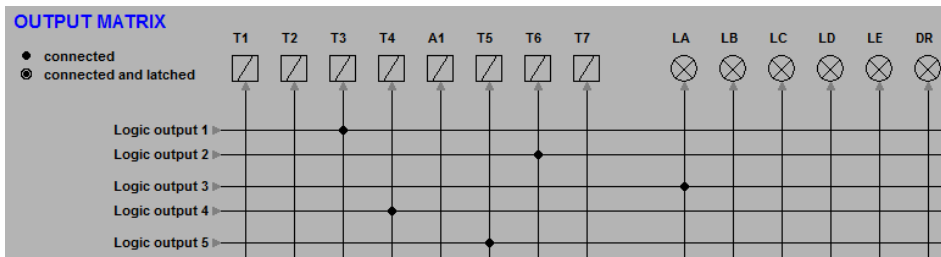 OUTPUT MATRIX
connected
connected and latched
T1 T2 T3 T4 A1 T5 T6 T7 LA LB LC LD LE DR
Logic output 1
Logic output 2
Logic output 3
Logic output 4
Logic output 5